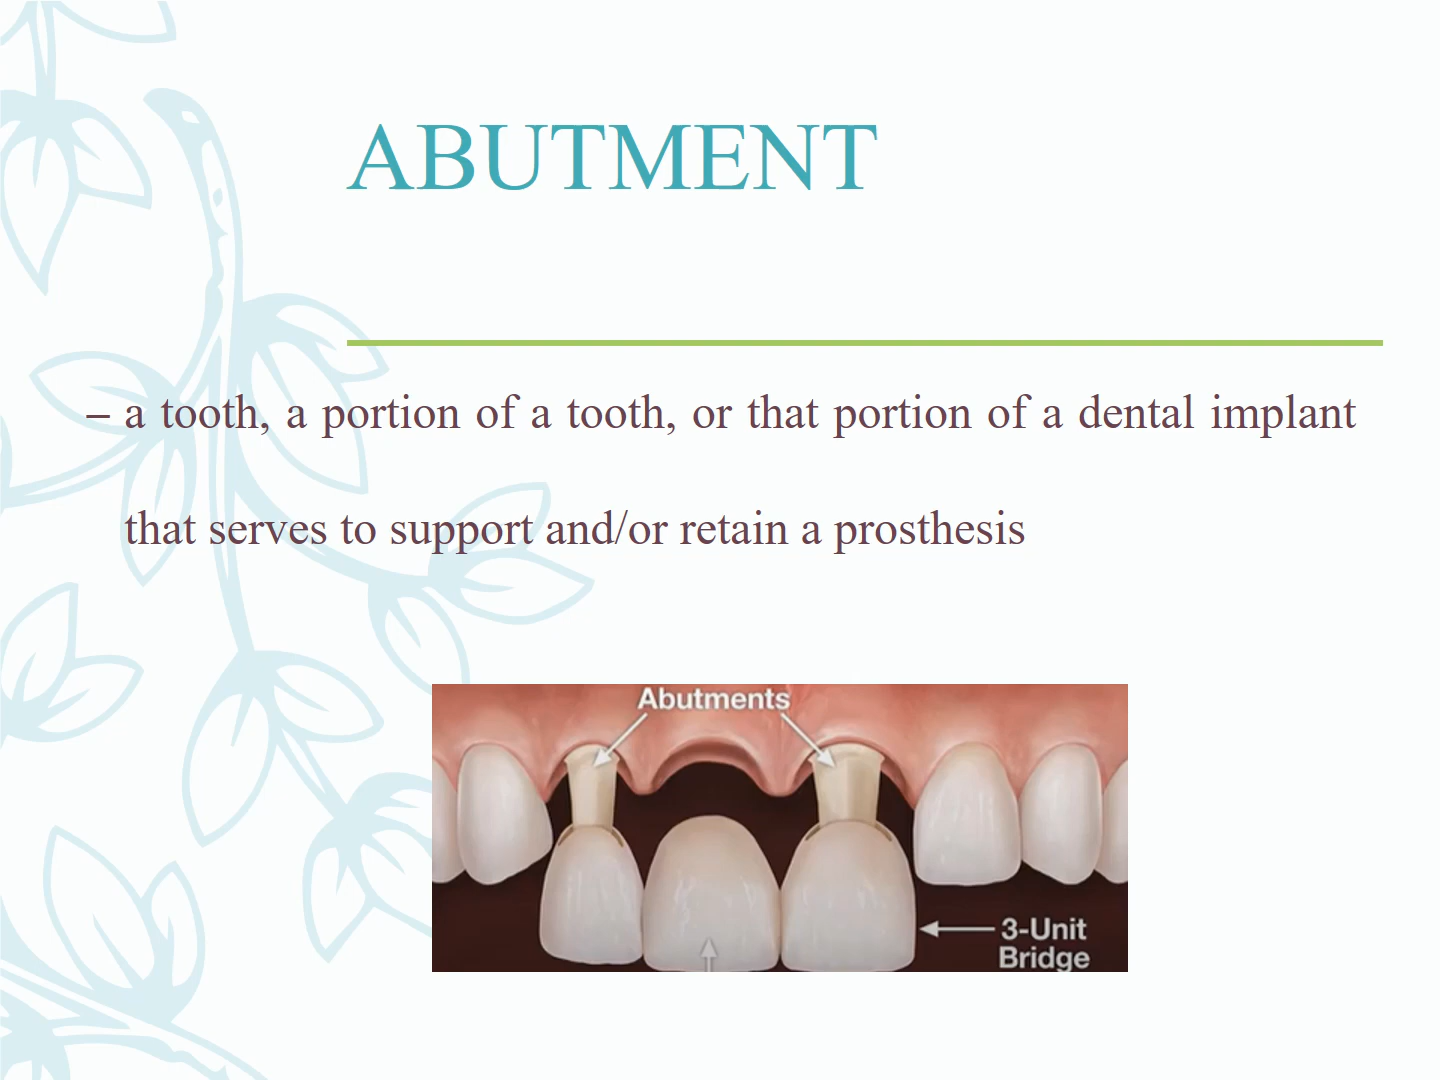 ABUTMENT
– a tooth, a portion of a tooth, or that portion of a dental implant
that serves to support and/or retain a prosthesis
Abutments
3-Unit
Bridge